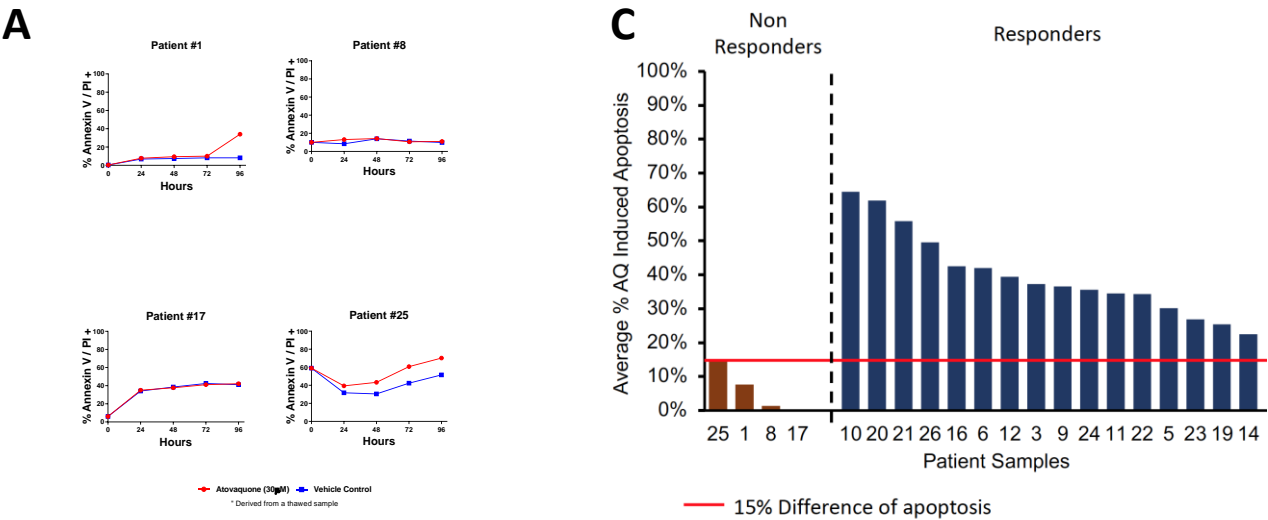 A
Patient #1
% Annexin V / PI +
100
80
60
40
20
0
0 24 48 72 96
Hours
Patient #8
% Annexin V / PI +
100
80
60
40
20
0
0 24 48 72 96
Hours
Patient #17
% Annexin V / PI +
100
80
60
40
20
0
0 24 48 72 96
Hours
Patient #25
% Annexin V / PI +
100
80
60
40
20
0
0 24 48 72 96
Hours
Atovaquone (30µM) Vehicle Control
* Derived from a thawed sample
C
Non
Responders
Responders
Average % AQ Induced Apoptosis
100%
90%
80%
70%
60%
50%
40%
30%
20%
10%
0%
25 1 8 17 10 20 21 26 16 6 12 3 9 24 11 22 5 23 19 14
Patient Samples
15% Difference of apoptosis